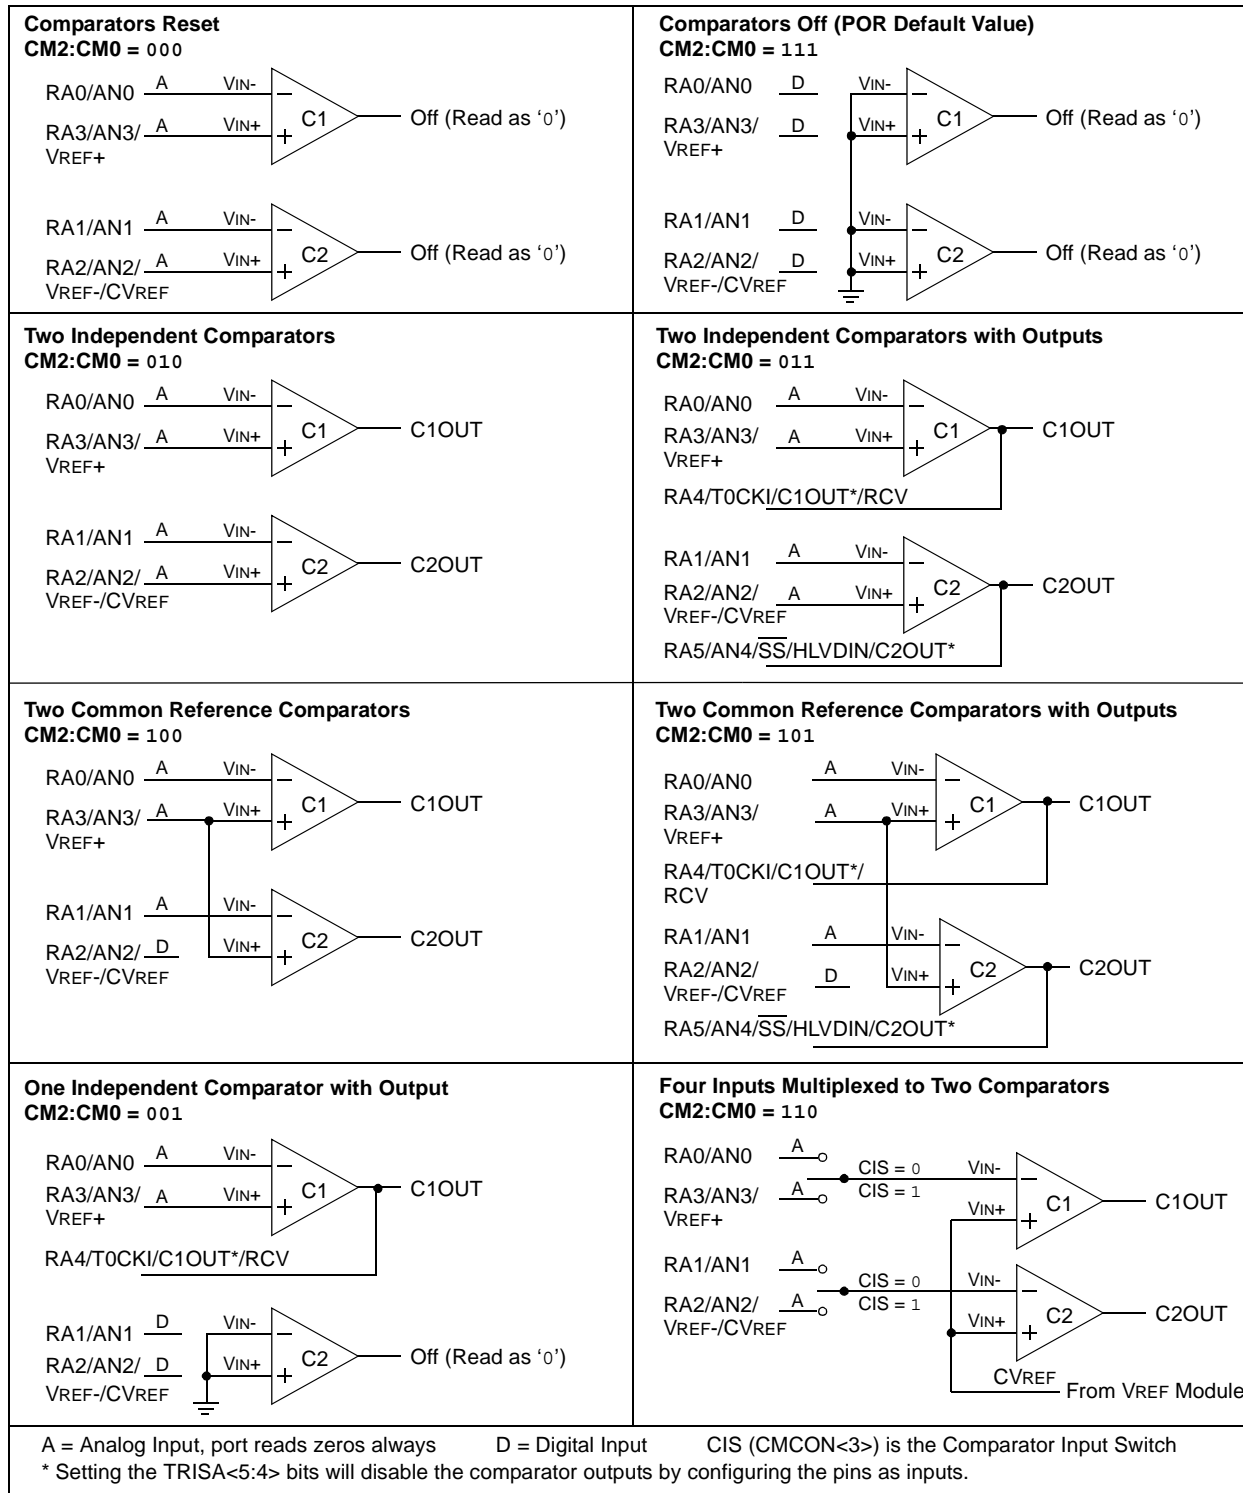 Comparators Reset
CM2:CM0 = 000
RA0/AN0 A VIN-
C1 Off (Read as ‘0’)
RA3/AN3/ A VIN+
VREF+
RA1/AN1 A VIN-
C2 Off (Read as ‘0’)
RA2/AN2/ A VIN+
VREF-/CVREF
Comparators Off (POR Default Value)
CM2:CM0 = 111
RA0/AN0 D VIN-
C1 Off (Read as ‘0’)
RA3/AN3/ D VIN+
VREF+
RA1/AN1 D VIN-
C2 Off (Read as ‘0’)
RA2/AN2/ D VIN+
VREF-/CVREF
Two Independent Comparators
CM2:CM0 = 010
RA0/AN0 A VIN-
C1 C1OUT
RA3/AN3/ A VIN+
VREF+
RA1/AN1 A VIN-
C2 C2OUT
RA2/AN2/ A VIN+
VREF-/CVREF
Two Independent Comparators with Outputs
CM2:CM0 = 011
RA0/AN0 A VIN-
C1 C1OUT
RA3/AN3/ A VIN+
VREF+
RA4/T0CKI/C1OUT*/RCV
RA1/AN1 A VIN-
C2 C2OUT
RA2/AN2/ A VIN+
VREF-/CVREF
RA5/AN4/SS/HLVDIN/C2OUT*
Two Common Reference Comparators
CM2:CM0 = 100
RA0/AN0 A VIN-
C1 C1OUT
RA3/AN3/ A VIN+
VREF+
RA1/AN1 A VIN-
C2 C2OUT
RA2/AN2/ D VIN+
VREF-/CVREF
Two Common Reference Comparators with Outputs
CM2:CM0 = 101
RA0/AN0 A VIN-
C1 C1OUT
RA3/AN3/ A VIN+
VREF+
RA4/T0CKI/C1OUT*/
RCV
RA1/AN1 A VIN-
C2 C2OUT
RA2/AN2/ D VIN+
VREF-/CVREF
RA5/AN4/SS/HLVDIN/C2OUT*
One Independent Comparator with Output
CM2:CM0 = 001
RA0/AN0 A VIN-
C1 C1OUT
RA3/AN3/ A VIN+
VREF+
RA4/T0CKI/C1OUT*/RCV
RA1/AN1 D VIN-
C2 Off (Read as ‘0’)
RA2/AN2/ D VIN+
VREF-/CVREF
Four Inputs Multiplexed to Two Comparators
CM2:CM0 = 110
RA0/AN0 A
CIS = 0 VIN-
RA3/AN3/ A CIS = 1
VREF+ VIN+ C1 C1OUT
RA1/AN1 A
CIS = 0 VIN-
RA2/AN2/ A CIS = 1
VREF-/CVREF VIN+ C2 C2OUT
CVREF
From VREF Module
A = Analog Input, port reads zeros always D = Digital Input CIS (CMCON<3>) is the Comparator Input Switch
* Setting the TRISA<5:4> bits will disable the comparator outputs by configuring the pins as inputs.